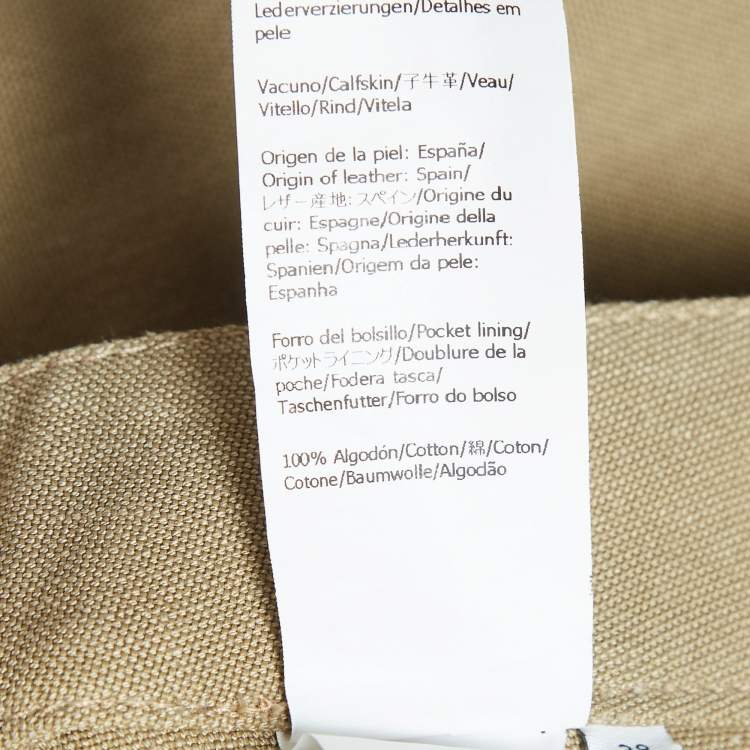 Lederverzierungen/Detalhes em
pele
Vacuno/Calfskin/子牛革/Veau/
Vitello/Rind/Vitela
Origen de la piel: España/
Origin of leather: Spain/
レザー産地: スペイン/Origine du
cuir: Espagne/Origine della
pelle: Spagna/Lederherkunft:
Spanien/Origem da pele:
Espanha
Forro del bolsillo/Pocket lining/
ポケットライニング/Doublure de la
poche/Fodera tasca/
Taschenfutter/Forro do bolso
100% Algodón/Cotton/綿/Coton/
Cotone/Baumwolle/Algodão